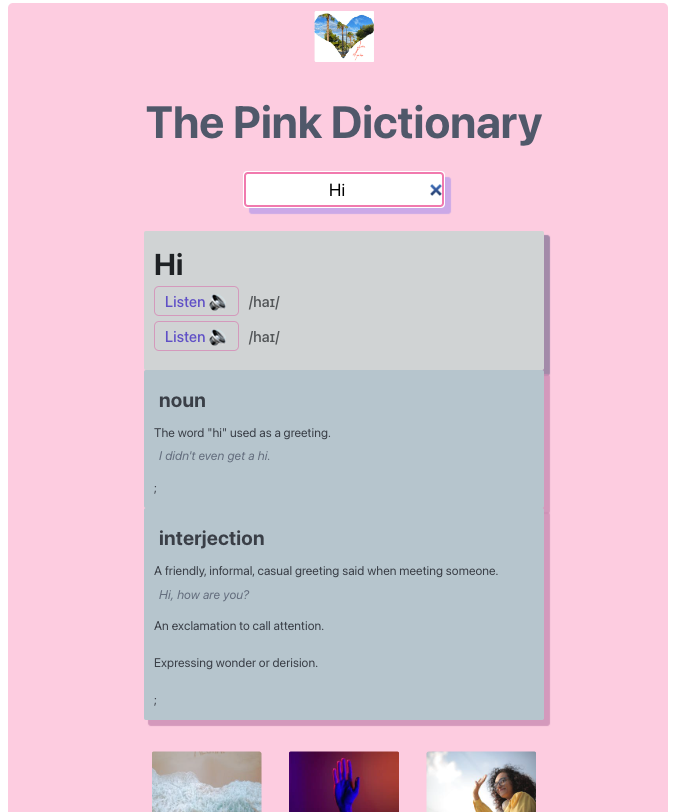 The Pink Dictionary
Hi
Hi
Listen 🔊 /haɪ/
Listen 🔊 /haɪ/
noun
The word "hi" used as a greeting.
I didn't even get a hi.
;
interjection
A friendly, informal, casual greeting said when meeting someone.
Hi, how are you?
An exclamation to call attention.
Expressing wonder or derision.
;